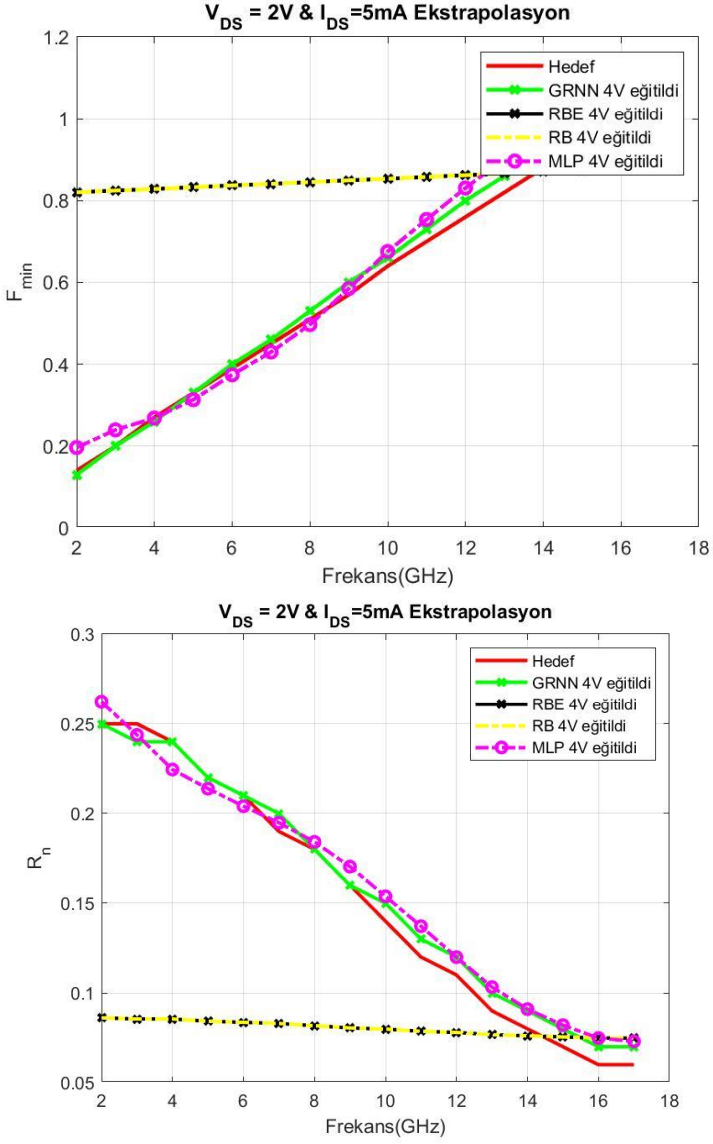 V_DS = 2V & I_DS=5mA Ekstrapolasyon
1.2
1
0.8
0.6
0.4
0.2
0
F_min
Hedef
GRNN 4V eğitildi
RBE 4V eğitildi
RB 4V eğitildi
MLP 4V eğitildi
2 4 6 8 10 12 14 16 18
Frekans(GHz)
V_DS = 2V & I_DS=5mA Ekstrapolasyon
0.3
0.25
0.2
0.15
0.1
0.05
R_n
Hedef
GRNN 4V eğitildi
RBE 4V eğitildi
RB 4V eğitildi
MLP 4V eğitildi
2 4 6 8 10 12 14 16 18
Frekans(GHz)